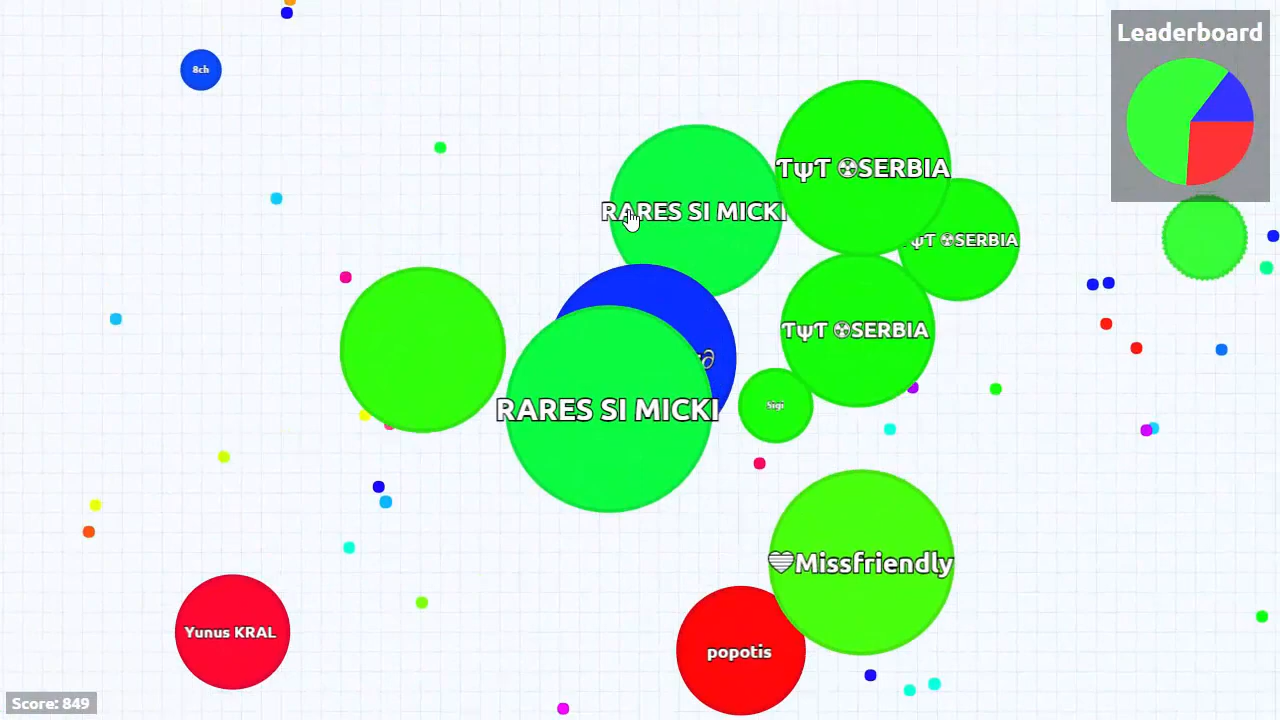 Leaderboard
8ch
TψT ☢SERBIA
RARES SI MICKI
ψT ☢SERBIA
TψT ☢SERBIA
RARES SI MICKI
Sigi
♥Missfriendly
Yunus KRAL
popotis
Score: 849